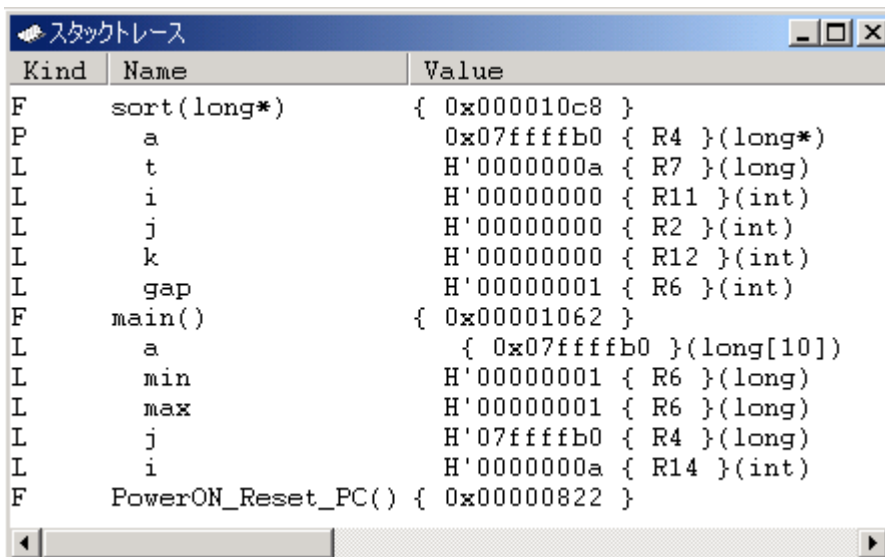 スタックトレース
Kind Name Value
F sort(long*) { 0x000010c8 }
P a 0x07ffffb0 { R4 }(long*)
L t H'0000000a { R7 }(long)
L i H'00000000 { R11 }(int)
L j H'00000000 { R2 }(int)
L k H'00000000 { R12 }(int)
L gap H'00000001 { R6 }(int)
F main() { 0x00001062 }
L a { 0x07ffffb0 }(long[10])
L min H'00000001 { R6 }(long)
L max H'00000001 { R6 }(long)
L j H'07ffffb0 { R4 }(long)
L i H'0000000a { R14 }(int)
F PowerON_Reset_PC() { 0x00000822 }